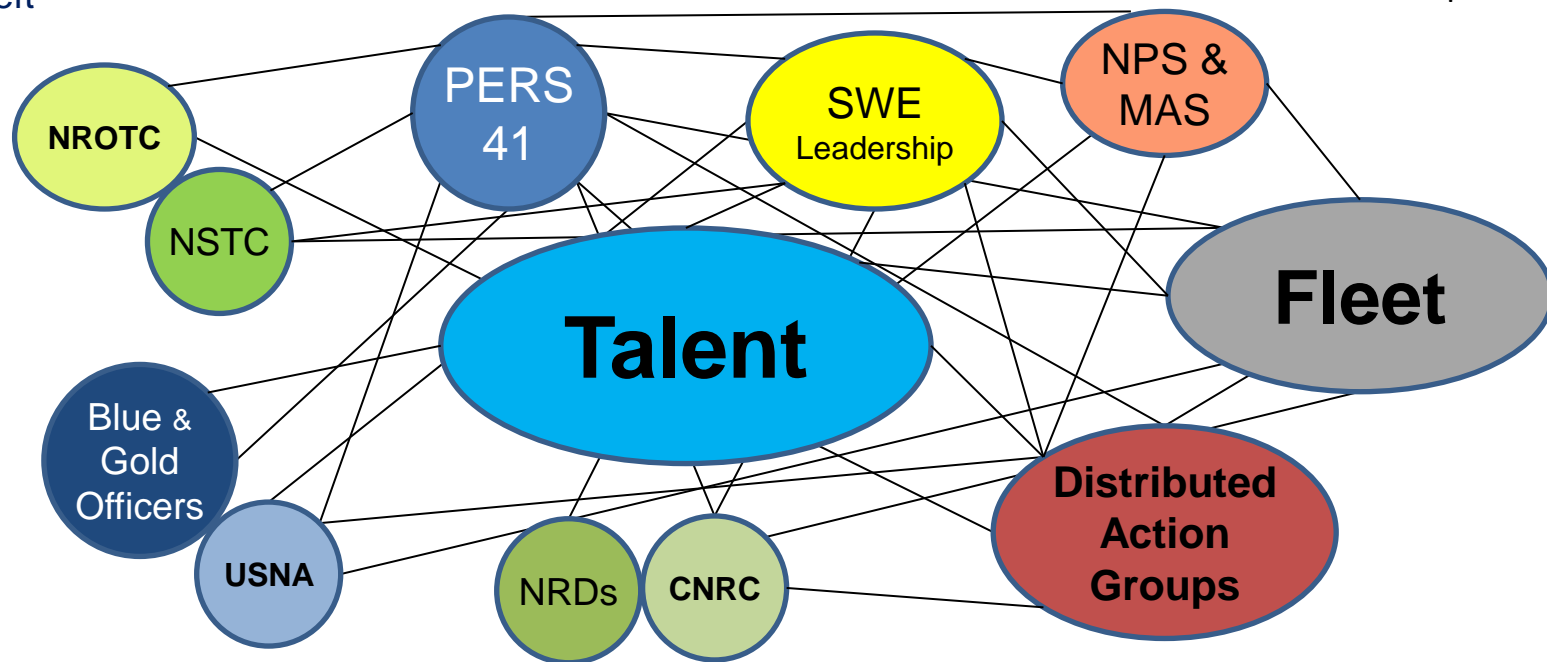 PERS
41
SWE
Leadership
NPS &
MAS
NROTC
NSTC
Talent
Fleet
Blue &
Gold
Officers
USNA
NRDs
CNRC
Distributed
Action
Groups